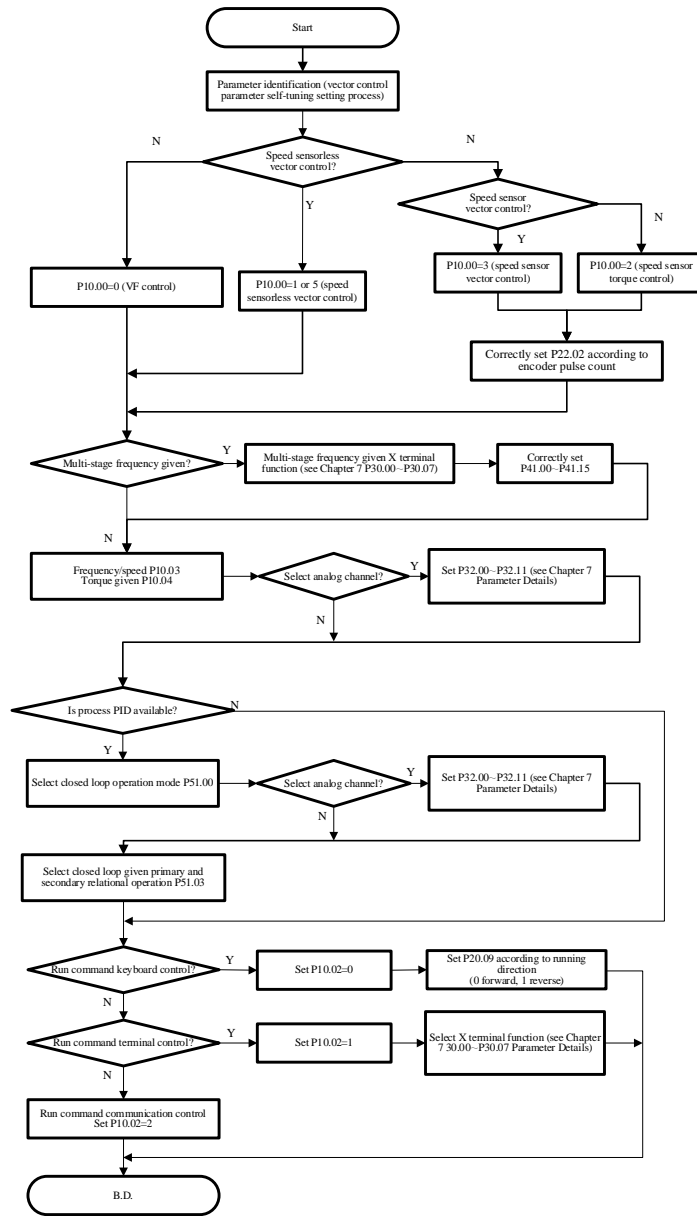 Start
Parameter identification (vector control
parameter self-tuning setting process)
N
Speed sensorless
vector control?
N
Y
Speed sensor
vector control?
Y
N
P10.00=0 (VF control)
P10.00=1 or 5 (speed
sensorless vector control)
P10.00=3 (speed sensor
vector control)
P10.00=2 (speed sensor
torque control)
Correctly set P22.02 according to
encoder pulse count
Multi-stage frequency given?
Y
Multi-stage frequency given X terminal
function (see Chapter 7 P30.00~P30.07)
Correctly set
P41.00~P41.15
N
Frequency/speed P10.03
Torque given P10.04
Select analog channel?
Y
Set P32.00~P32.11 (see Chapter 7
Parameter Details)
N
Is process PID available?
N
Y
Select closed loop operation mode P51.00
Select analog channel?
Y
Set P32.00~P32.11 (see Chapter 7
Parameter Details)
N
Select closed loop given primary and
secondary relational operation P51.03
Run command keyboard control?
Y
Set P10.02=0
Set P20.09 according to running
direction
(0 forward, 1 reverse)
N
Run command terminal control?
Y
Set P10.02=1
Select X terminal function (see Chapter
7 30.00~P30.07 Parameter Details)
N
Run command communication control
Set P10.02=2
B.D.